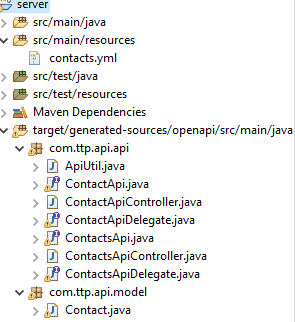 server
src/main/java
src/main/resources
contacts.yml
src/test/java
src/test/resources
Maven Dependencies
target/generated-sources/openapi/src/main/java
com.ttp.api.api
ApiUtil.java
ContactApi.java
ContactApiController.java
ContactApiDelegate.java
ContactsApi.java
ContactsApiController.java
ContactsApiDelegate.java
com.ttp.api.model
Contact.java